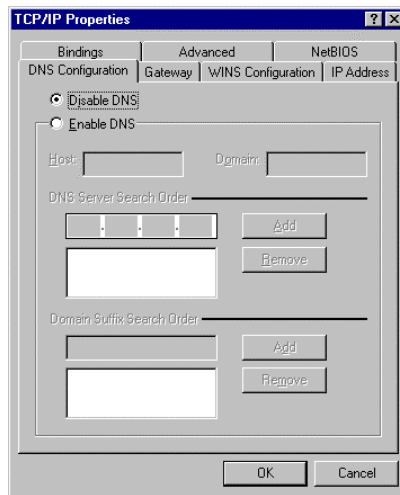 TCP/IP Properties
Bindings Advanced NetBIOS
DNS Configuration Gateway WINS Configuration IP Address
Disable DNS
Enable DNS
Host: Domain:
DNS Server Search Order
. . .
Add
Remove
Domain Suffix Search Order
Add
Remove
OK Cancel